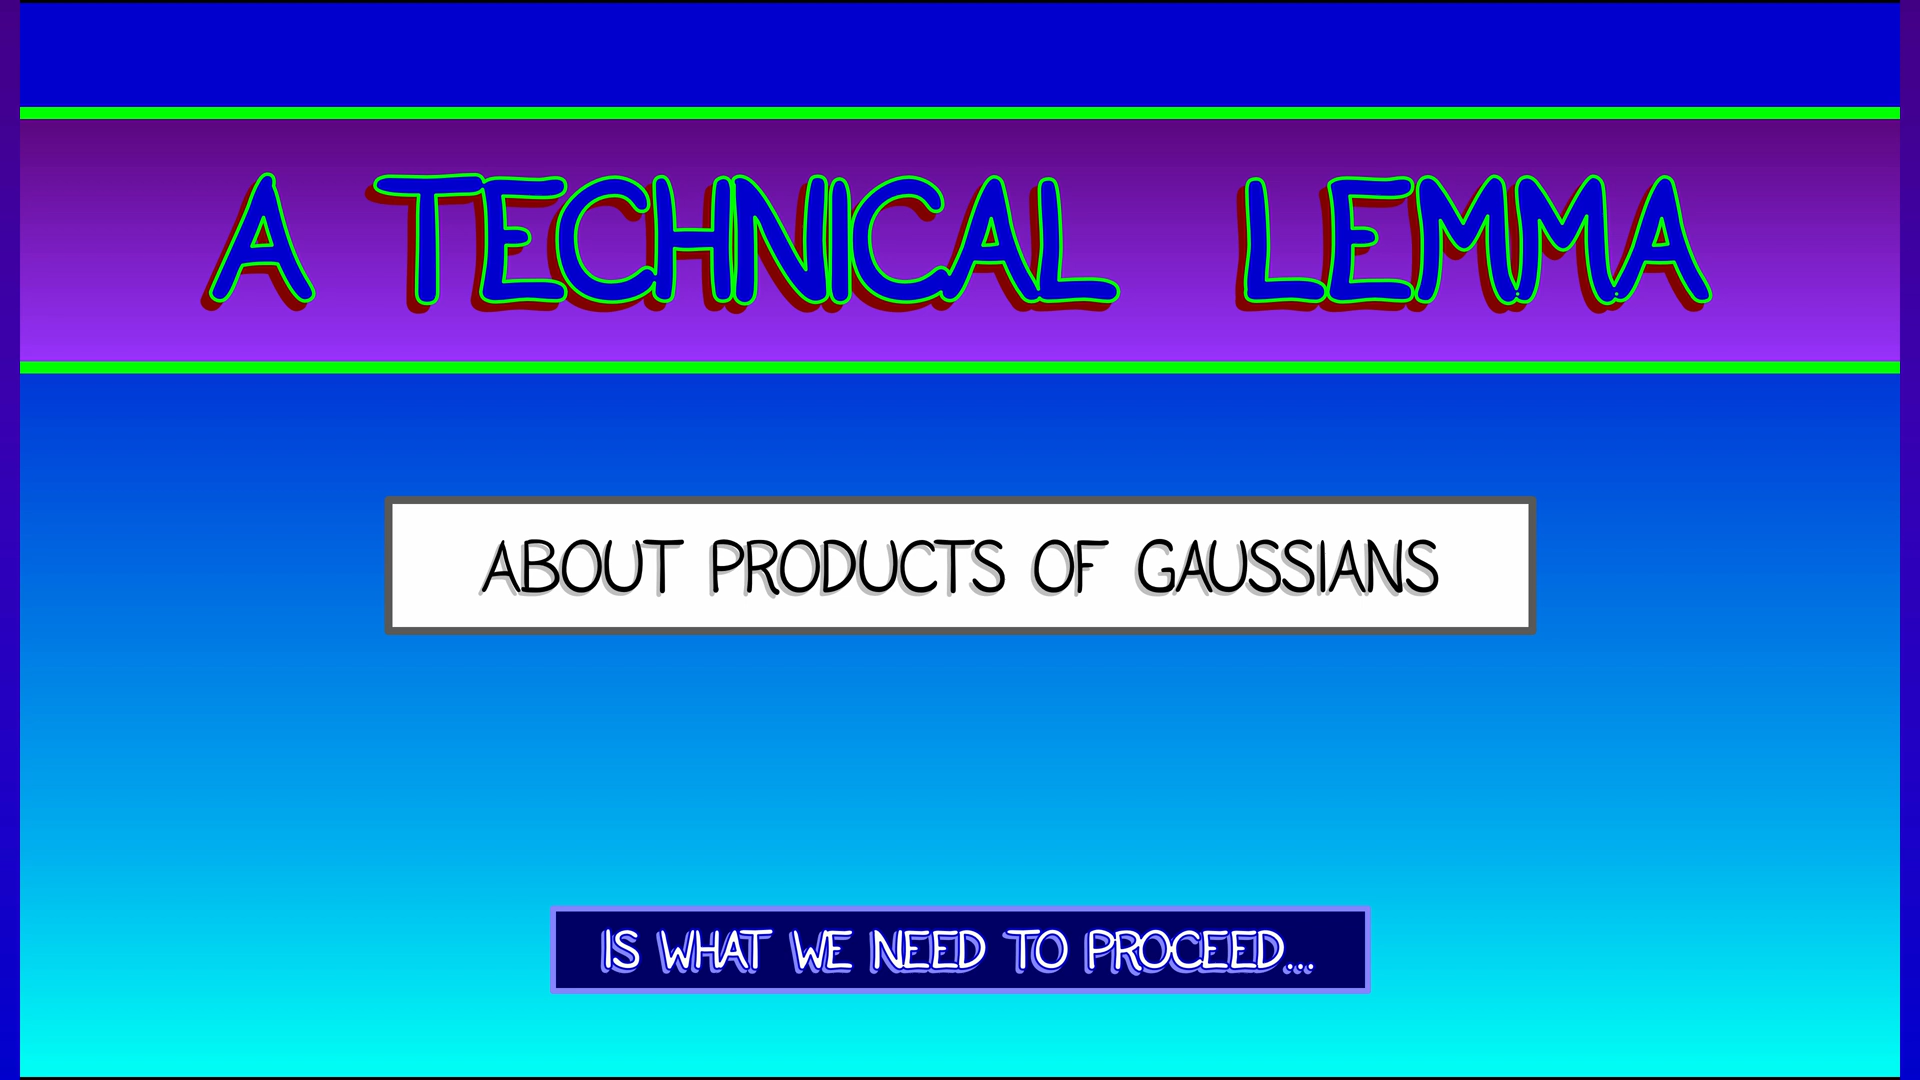 A TECHNICAL LEMMA
ABOUT PRODUCTS OF GAUSSIANS
IS WHAT WE NEED TO PROCEED...